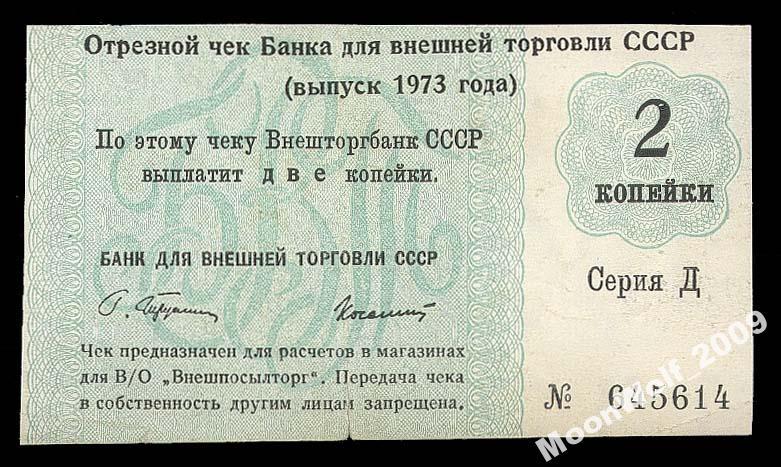 Отрезной чек Банка для внешней торговли СССР
(выпуск 1973 года)
По этому чеку Внешторгбанк СССР
выплатит две копейки.
2
КОПЕЙКИ
БАНК ДЛЯ ВНЕШНЕЙ ТОРГОВЛИ СССР
Серия Д
Чек предназначен для расчетов в магазинах
для В/О „Внешпосылторг". Передача чека
в собственность другим лицам запрещена.
№ 645614